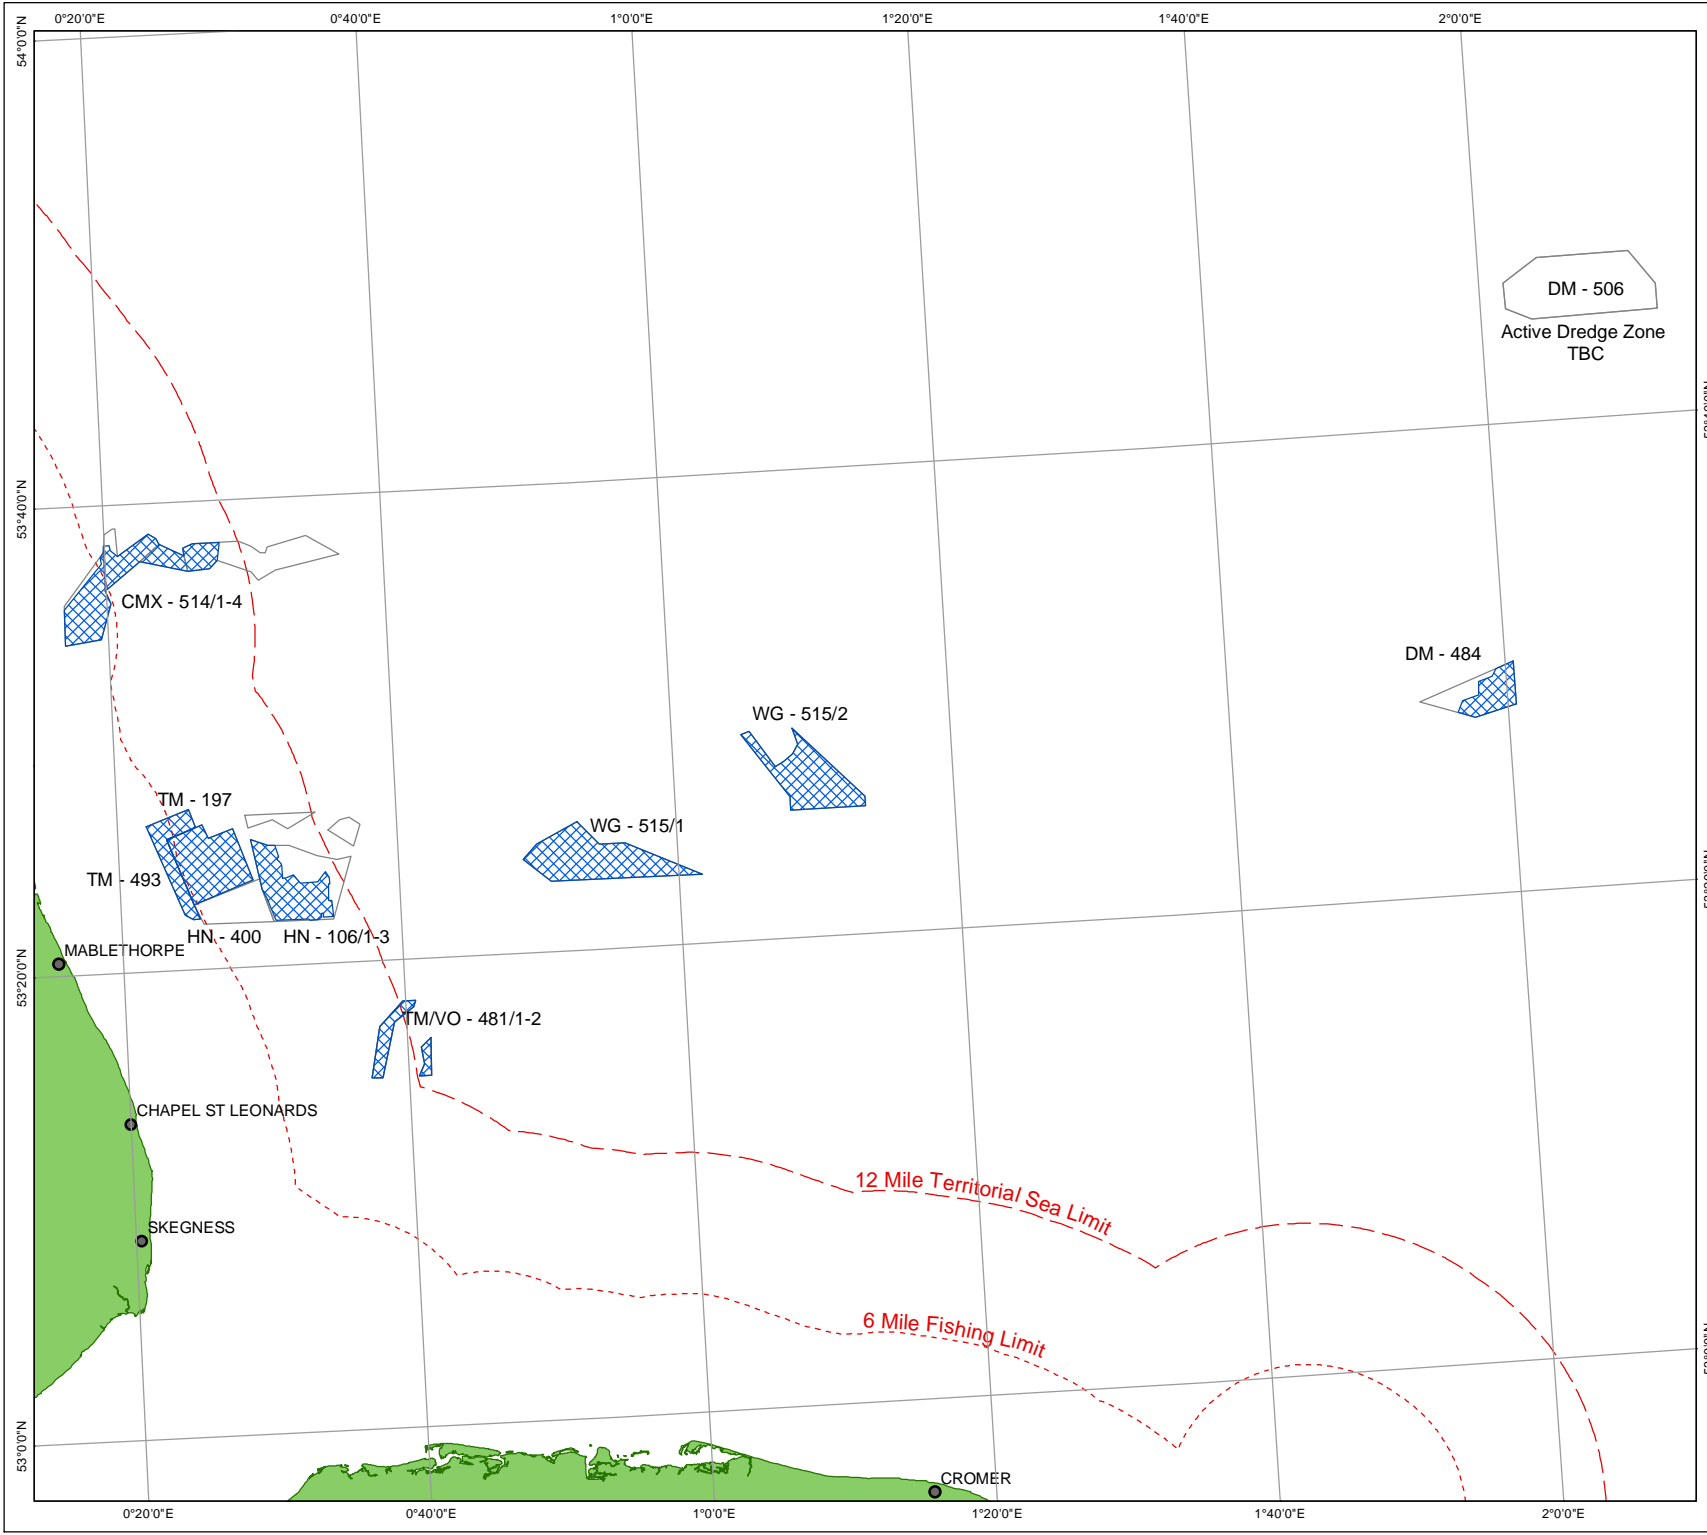 0°20'0"E
0°40'0"E
1°0'0"E
1°20'0"E
1°40'0"E
2°0'0"E
54°0'0"N
DM - 506
Active Dredge Zone
TBC
53°40'0"N
CMX - 514/1-4
DM - 484
WG - 515/2
TM - 197
WG - 515/1
TM - 493
HN - 400
HN - 106/1-3
MABLETHORPE
53°20'0"N
TM/VO - 481/1-2
CHAPEL ST LEONARDS
12 Mile Territorial Sea Limit
SKEGNESS
6 Mile Fishing Limit
53°0'0"N
CROMER
0°20'0"E
0°40'0"E
1°0'0"E
1°20'0"E
1°40'0"E
2°0'0"E